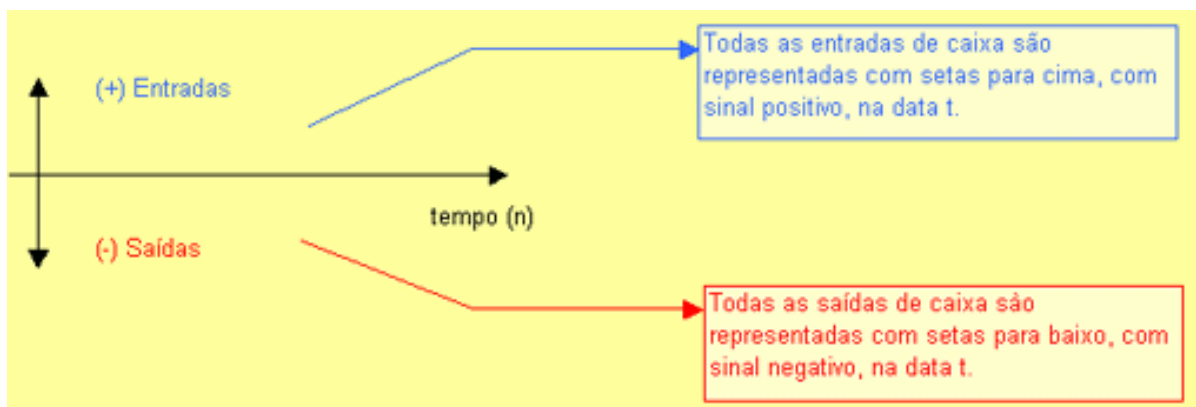 Todas as entradas de caixa são
representadas com setas para cima, com
sinal positivo, na data t.
(+) Entradas
tempo (n)
(-) Saídas
Todas as saídas de caixa são
representadas com setas para baixo, com
sinal negativo, na data t.